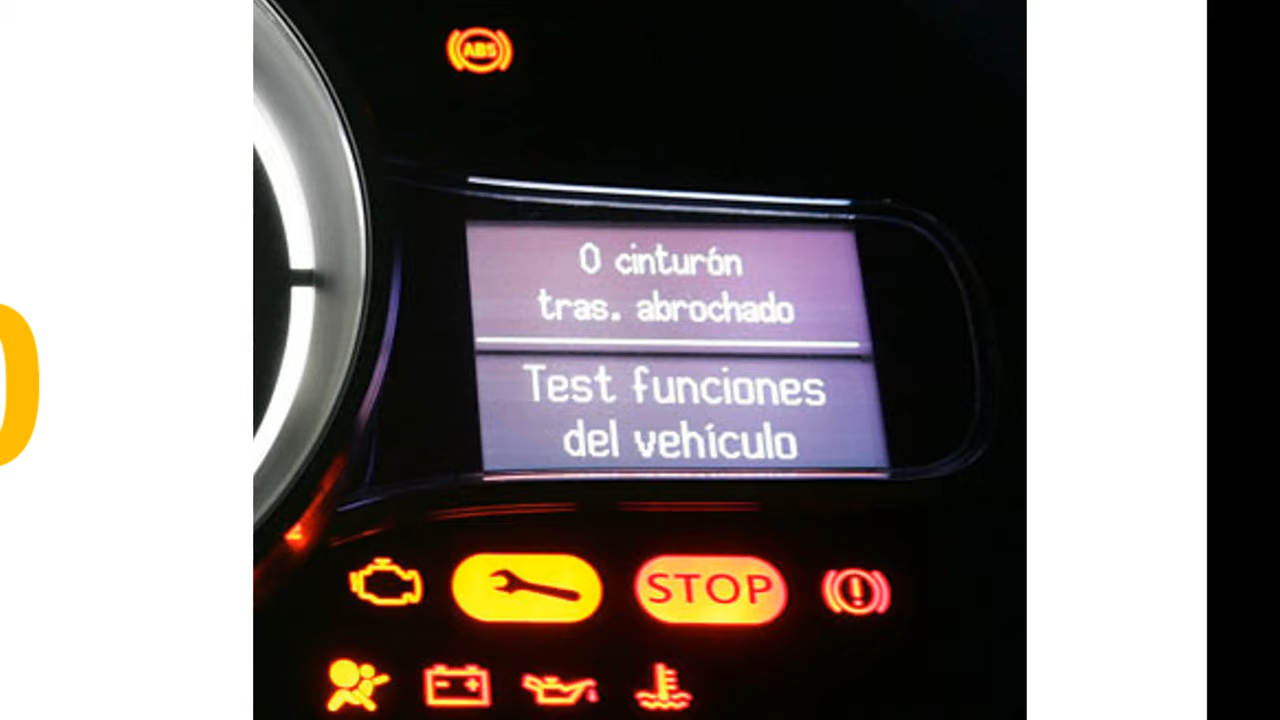 ABS
0 cinturón
tras. abrochado
Test funciones
del vehículo
STOP